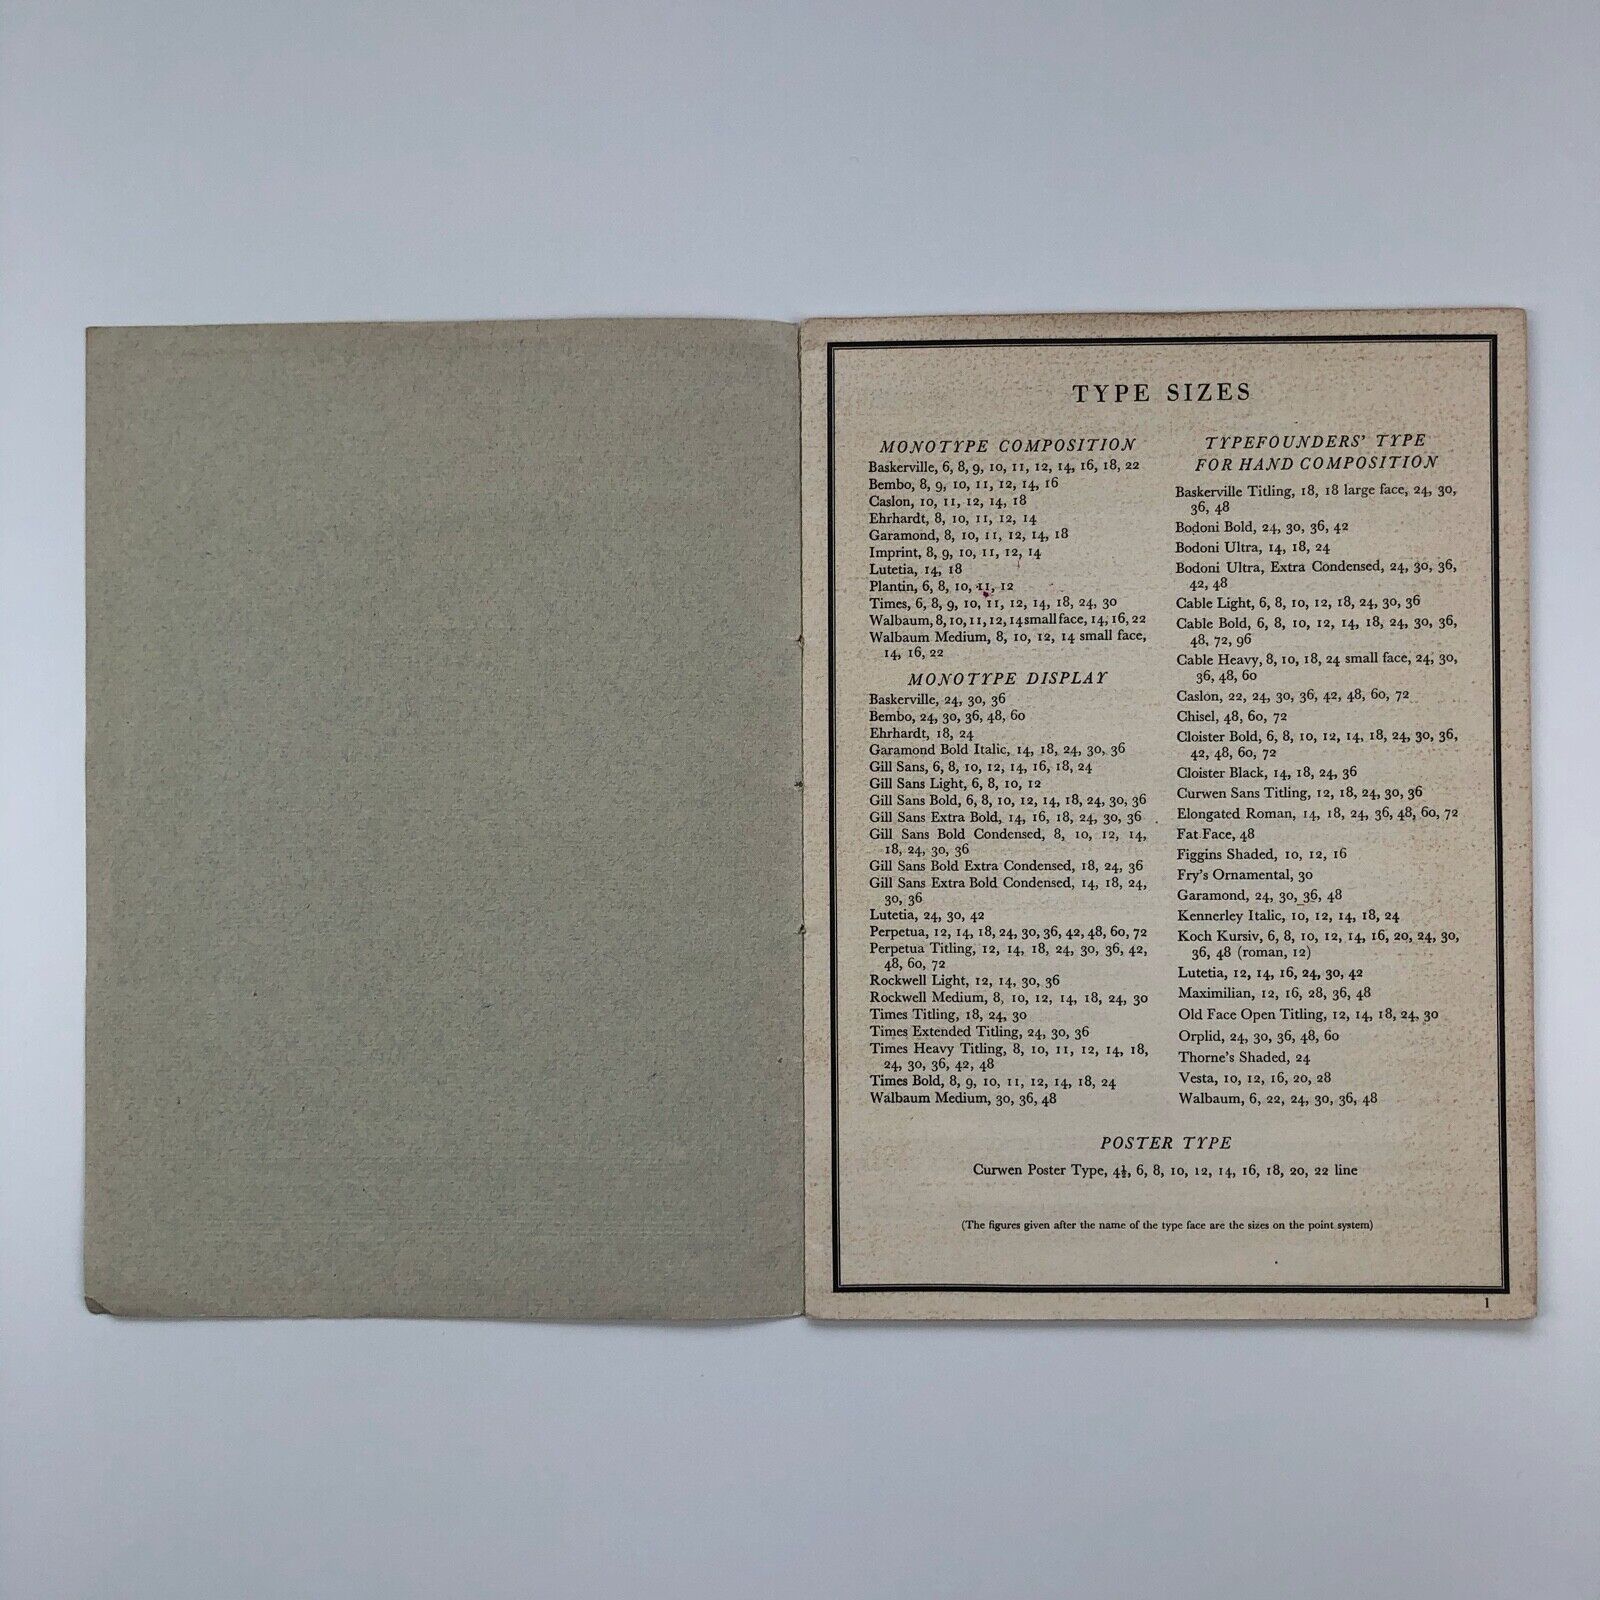 TYPE SIZES
MONOTYPE COMPOSITION
Baskerville, 6, 8, 9, 10, 11, 12, 14, 16, 18, 22
Bembo, 8, 9, 10, 11, 12, 14, 16
Caslon, 10, 11, 12, 14, 18
Ehrhardt, 8, 10, 11, 12, 14
Garamond, 8, 10, 11, 12, 14, 18
Imprint, 8, 9, 10, 11, 12, 14
Lutetia, 14, 18
Plantin, 6, 8, 10, 11, 12
Times, 6, 8, 9, 10, 11, 12, 14, 18, 24, 30
Walbaum, 8, 10, 11, 12, 14 small face, 14, 16, 22
Walbaum Medium, 8, 10, 12, 14 small face,
14, 16, 22
MONOTYPE DISPLAY
Baskerville, 24, 30, 36
Bembo, 24, 30, 36, 48, 60
Ehrhardt, 18, 24
Garamond Bold Italic, 14, 18, 24, 30, 36
Gill Sans, 6, 8, 10, 12, 14, 16, 18, 24
Gill Sans Light, 6, 8, 10, 12
Gill Sans Bold, 6, 8, 10, 12, 14, 18, 24, 30, 36
Gill Sans Extra Bold, 14, 16, 18, 24, 30, 36
Gill Sans Bold Condensed, 8, 10, 12, 14,
18, 24, 30, 36
Gill Sans Bold Extra Condensed, 18, 24, 36
Gill Sans Extra Bold Condensed, 14, 18, 24,
30, 36
Lutetia, 24, 30, 42
Perpetua, 12, 14, 18, 24, 30, 36, 42, 48, 60, 72
Perpetua Titling, 12, 14, 18, 24, 30, 36, 42,
48, 60, 72
Rockwell Light, 12, 14, 30, 36
Rockwell Medium, 8, 10, 12, 14, 18, 24, 30
Times Titling, 18, 24, 30
Times Extended Titling, 24, 30, 36
Times Heavy Titling, 8, 10, 11, 12, 14, 18,
24, 30, 36, 42, 48
Times Bold, 8, 9, 10, 11, 12, 14, 18, 24
Walbaum Medium, 30, 36, 48
TYPEFOUNDERS' TYPE
FOR HAND COMPOSITION
Baskerville Titling, 18, 18 large face, 24, 30,
36, 48
Bodoni Bold, 24, 30, 36, 42
Bodoni Ultra, 14, 18, 24
Bodoni Ultra, Extra Condensed, 24, 30, 36,
42, 48
Cable Light, 6, 8, 10, 12, 18, 24, 30, 36
Cable Bold, 6, 8, 10, 12, 14, 18, 24, 30, 36,
48, 72, 96
Cable Heavy, 8, 10, 18, 24 small face, 24, 30,
36, 48, 60
Caslon, 22, 24, 30, 36, 42, 48, 60, 72
Chisel, 48, 60, 72
Cloister Bold, 6, 8, 10, 12, 14, 18, 24, 30, 36,
42, 48, 60, 72
Cloister Black, 14, 18, 24, 36
Curwen Sans Titling, 12, 18, 24, 30, 36
Elongated Roman, 14, 18, 24, 36, 48, 60, 72
Fat Face, 48
Figgins Shaded, 10, 12, 16
Fry's Ornamental, 30
Garamond, 24, 30, 36, 48
Kennerley Italic, 10, 12, 14, 18, 24
Koch Kursiv, 6, 8, 10, 12, 14, 16, 20, 24, 30,
36, 48 (roman, 12)
Lutetia, 12, 14, 16, 24, 30, 42
Maximilian, 12, 16, 28, 36, 48
Old Face Open Titling, 12, 14, 18, 24, 30
Orplid, 24, 30, 36, 48, 60
Thorne's Shaded, 24
Vesta, 10, 12, 16, 20, 28
Walbaum, 6, 22, 24, 30, 36, 48
POSTER TYPE
Curwen Poster Type, 4½, 6, 8, 10, 12, 14, 16, 18, 20, 22 line
(The figures given after the name of the type face are the sizes on the point system)
1